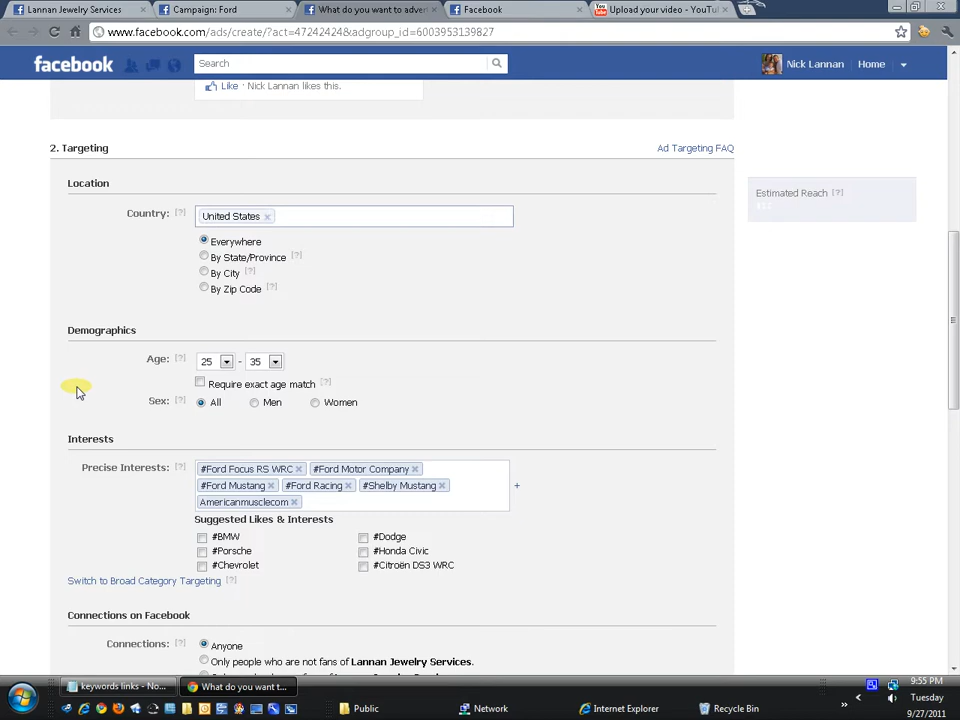 Lannan Jewelry Services
Campaign: Ford
What do you want to adver
Facebook
Upload your video - YouTu
www.facebook.com/ads/create/?act=47242424&adgroup_id=6003953139827
facebook
Search
Nick Lannan
Home
Like · Nick Lannan likes this.
2. Targeting
Ad Targeting FAQ
Location
Estimated Reach [?]
Country: [?]
United States ×
Everywhere
By State/Province [?]
By City [?]
By Zip Code [?]
Demographics
Age: [?]
25 - 35
Require exact age match [?]
Sex: [?]
All Men Women
Interests
Precise Interests: [?]
#Ford Focus RS WRC × #Ford Motor Company ×
#Ford Mustang × #Ford Racing × #Shelby Mustang ×
+
Americanmusclecom ×
Suggested Likes & Interests
#BMW #Dodge
#Porsche #Honda Civic
#Chevrolet #Citroën DS3 WRC
Switch to Broad Category Targeting [?]
Connections on Facebook
Connections: [?]
Anyone
Only people who are not fans of Lannan Jewelry Services.
keywords links - No...
What do you want t...
9:55 PM
Tuesday
9/27/2011
Public
Network
Internet Explorer
Recycle Bin